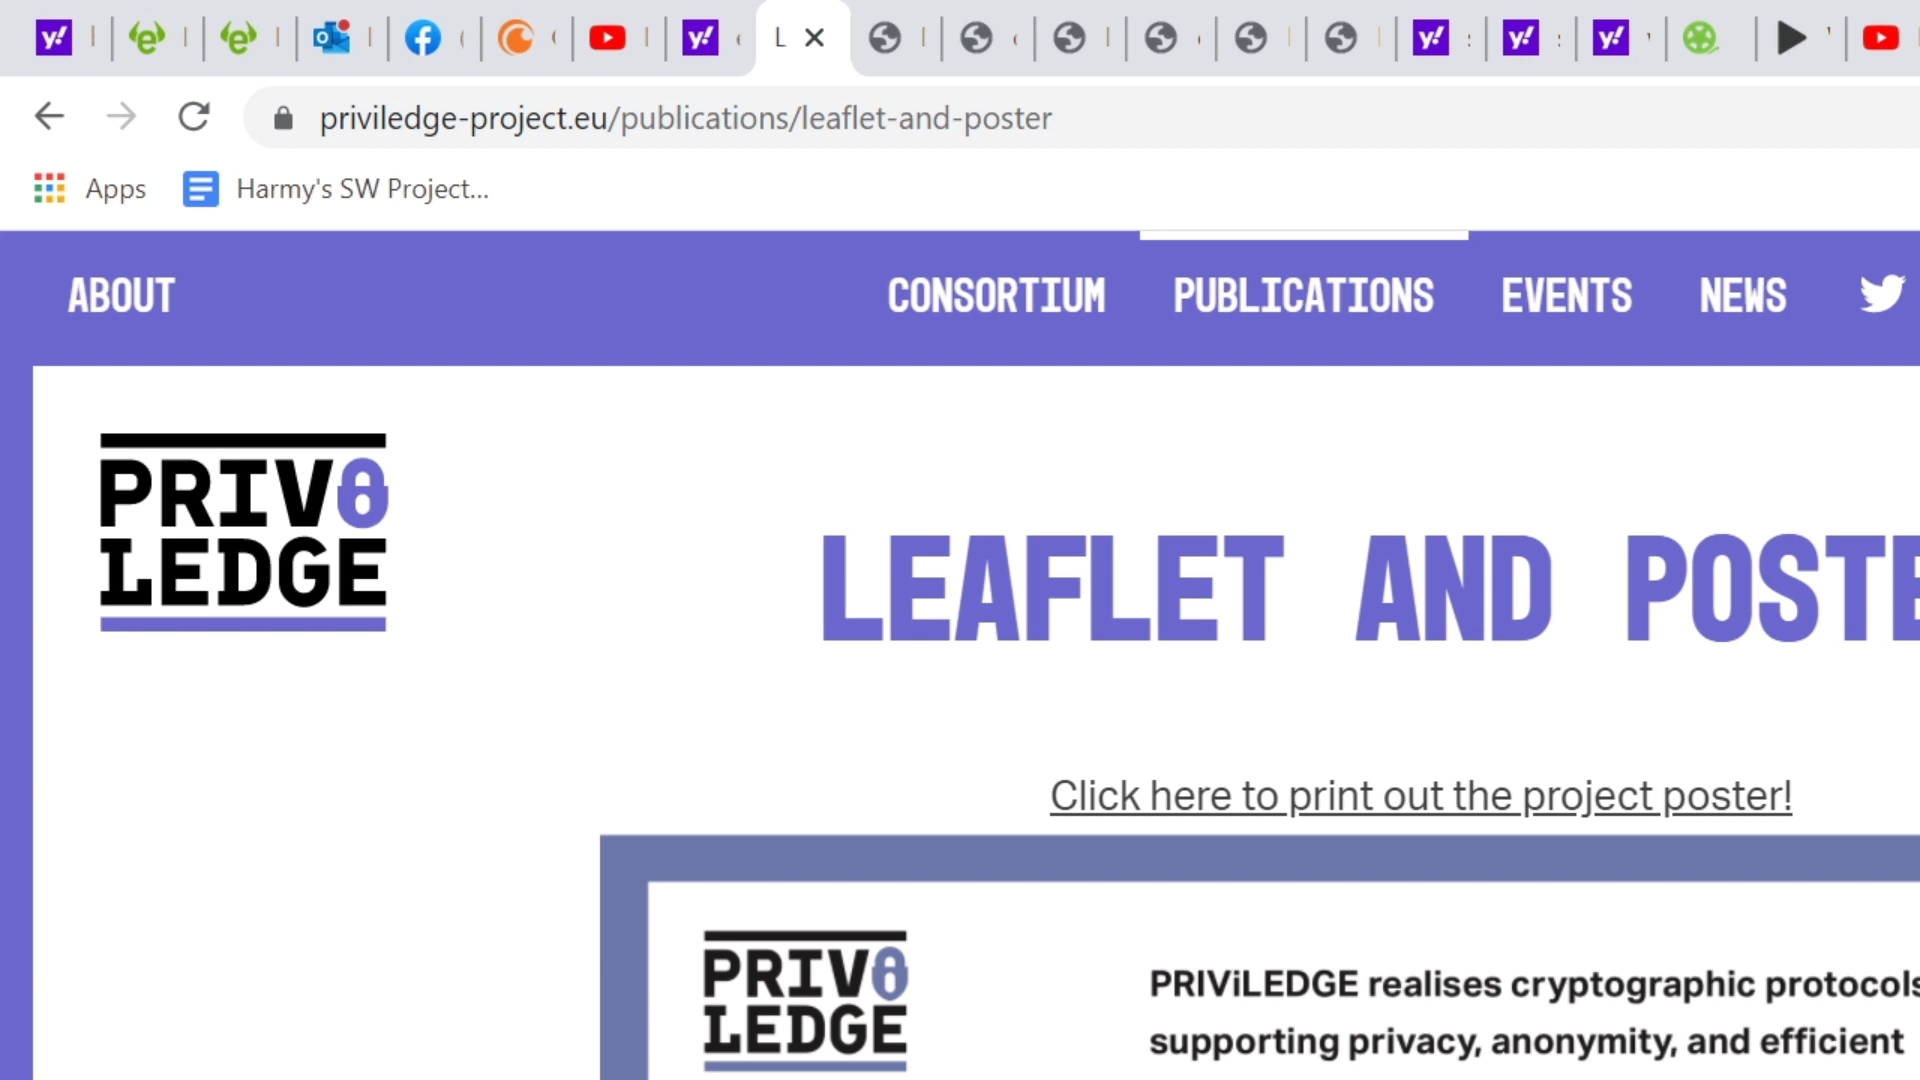 L
priviledge-project.eu/publications/leaflet-and-poster
Apps Harmy's SW Project...
ABOUT CONSORTIUM PUBLICATIONS EVENTS NEWS
PRIV
LEDGE
LEAFLET AND POSTE
Click here to print out the project poster!
PRIV
LEDGE
PRIViLEDGE realises cryptographic protocols
supporting privacy, anonymity, and efficient